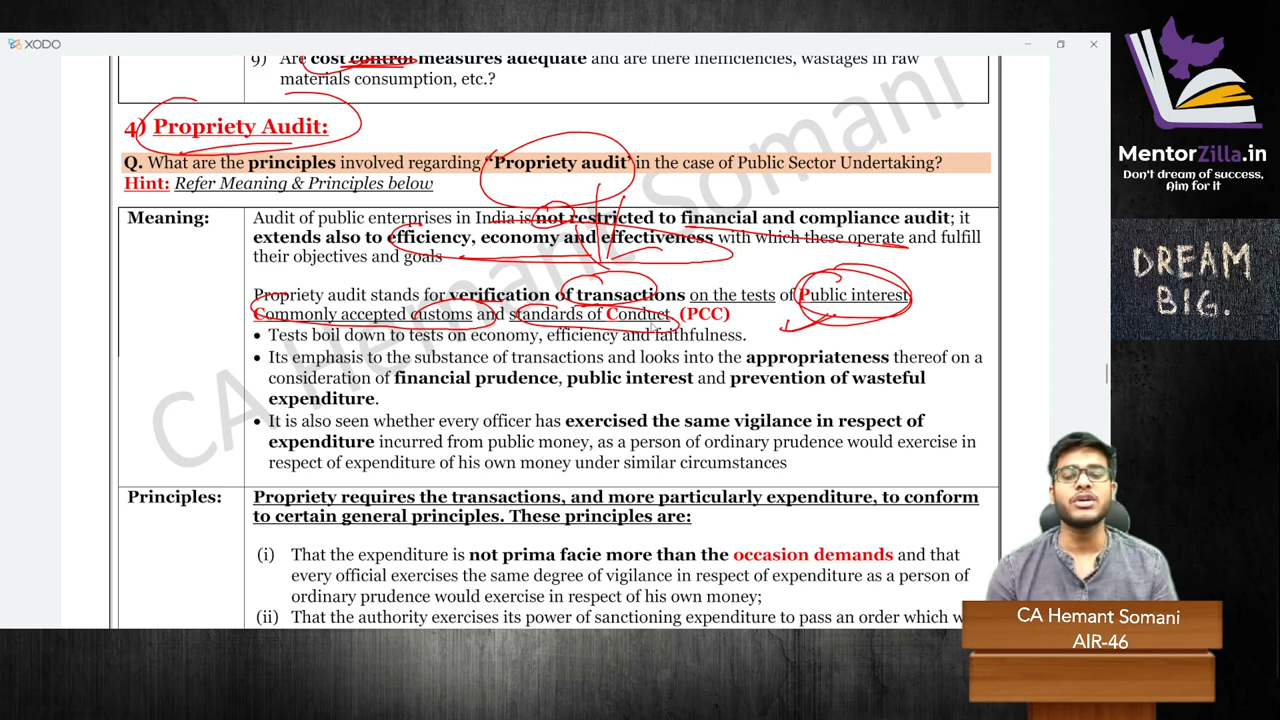 XODO
9) Are cost control measures adequate and are there inefficiencies, wastages in raw
materials consumption, etc.?
4) Propriety Audit:
Q. What are the principles involved regarding "Propriety audit" in the case of Public Sector Undertaking?
Hint: Refer Meaning & Principles below
Meaning:
Audit of public enterprises in India is not restricted to financial and compliance audit; it
extends also to efficiency, economy and effectiveness with which these operate and fulfill
their objectives and goals
Propriety audit stands for verification of transactions on the tests of Public interest,
Commonly accepted customs and standards of Conduct (PCC)
• Tests boil down to tests on economy, efficiency and faithfulness.
• Its emphasis to the substance of transactions and looks into the appropriateness thereof on a
consideration of financial prudence, public interest and prevention of wasteful
expenditure.
• It is also seen whether every officer has exercised the same vigilance in respect of
expenditure incurred from public money, as a person of ordinary prudence would exercise in
respect of expenditure of his own money under similar circumstances
Principles:
Propriety requires the transactions, and more particularly expenditure, to conform
to certain general principles. These principles are:
(i) That the expenditure is not prima facie more than the occasion demands and that
every official exercises the same degree of vigilance in respect of expenditure as a person of
ordinary prudence would exercise in respect of his own money;
(ii) That the authority exercises its power of sanctioning expenditure to pass an order which
CA Hemant Somani
MentorZilla.in
Don't dream of success,
Aim for it
DREAM
BIG.
CA Hemant Somani
AIR-46